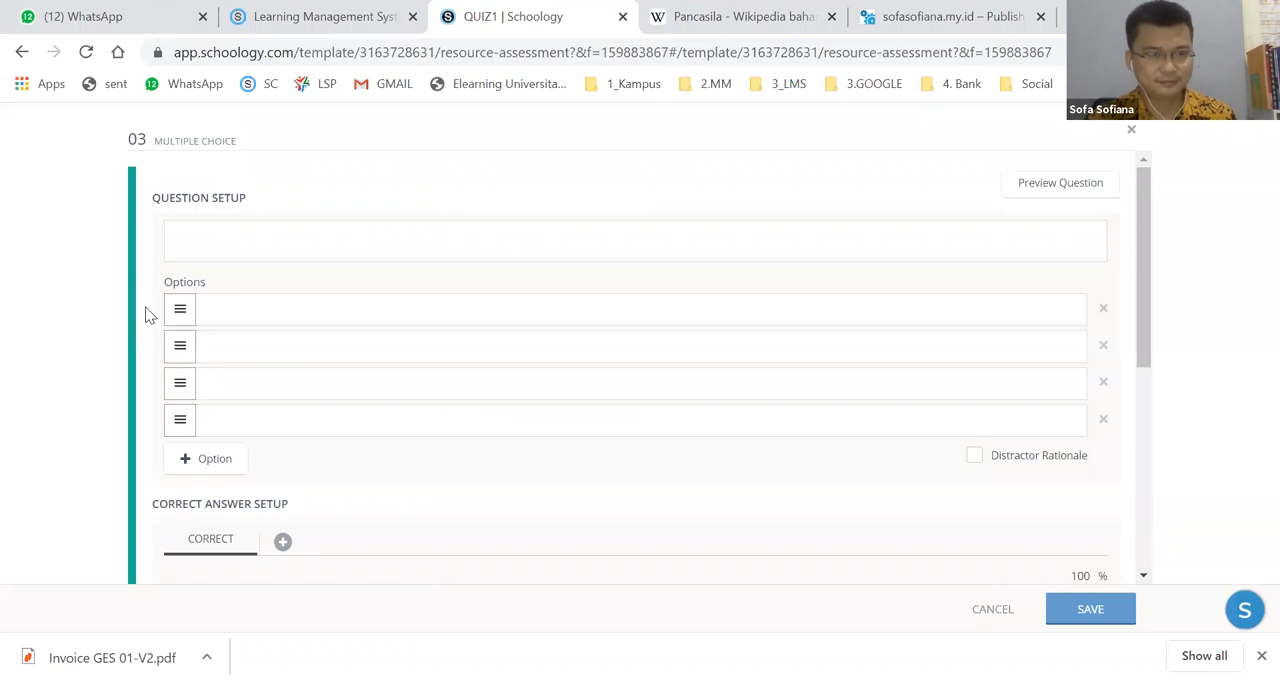 (12) WhatsApp
Learning Management Syst
QUIZ1 | Schoology
Pancasila - Wikipedia baha
sofasofiana.my.id – Publish
app.schoology.com/template/3163728631/resource-assessment?&f=159883867#/template/3163728631/resource-assessment?&f=159883867
Apps
sent
WhatsApp
SC
LSP
GMAIL
Elearning Universita...
1_Kampus
2.MM
3_LMS
3.GOOGLE
4. Bank
Social
Sofa Sofiana
03 MULTIPLE CHOICE
Preview Question
QUESTION SETUP
Options
+ Option
Distractor Rationale
CORRECT ANSWER SETUP
CORRECT
100 %
CANCEL
SAVE
S
Invoice GES 01-V2.pdf
Show all